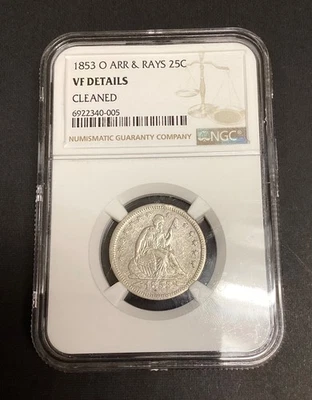 1853 O ARR & RAYS 25C
VF DETAILS
CLEANED
6922340-005
NUMISMATIC GUARANTY COMPANY
NGC